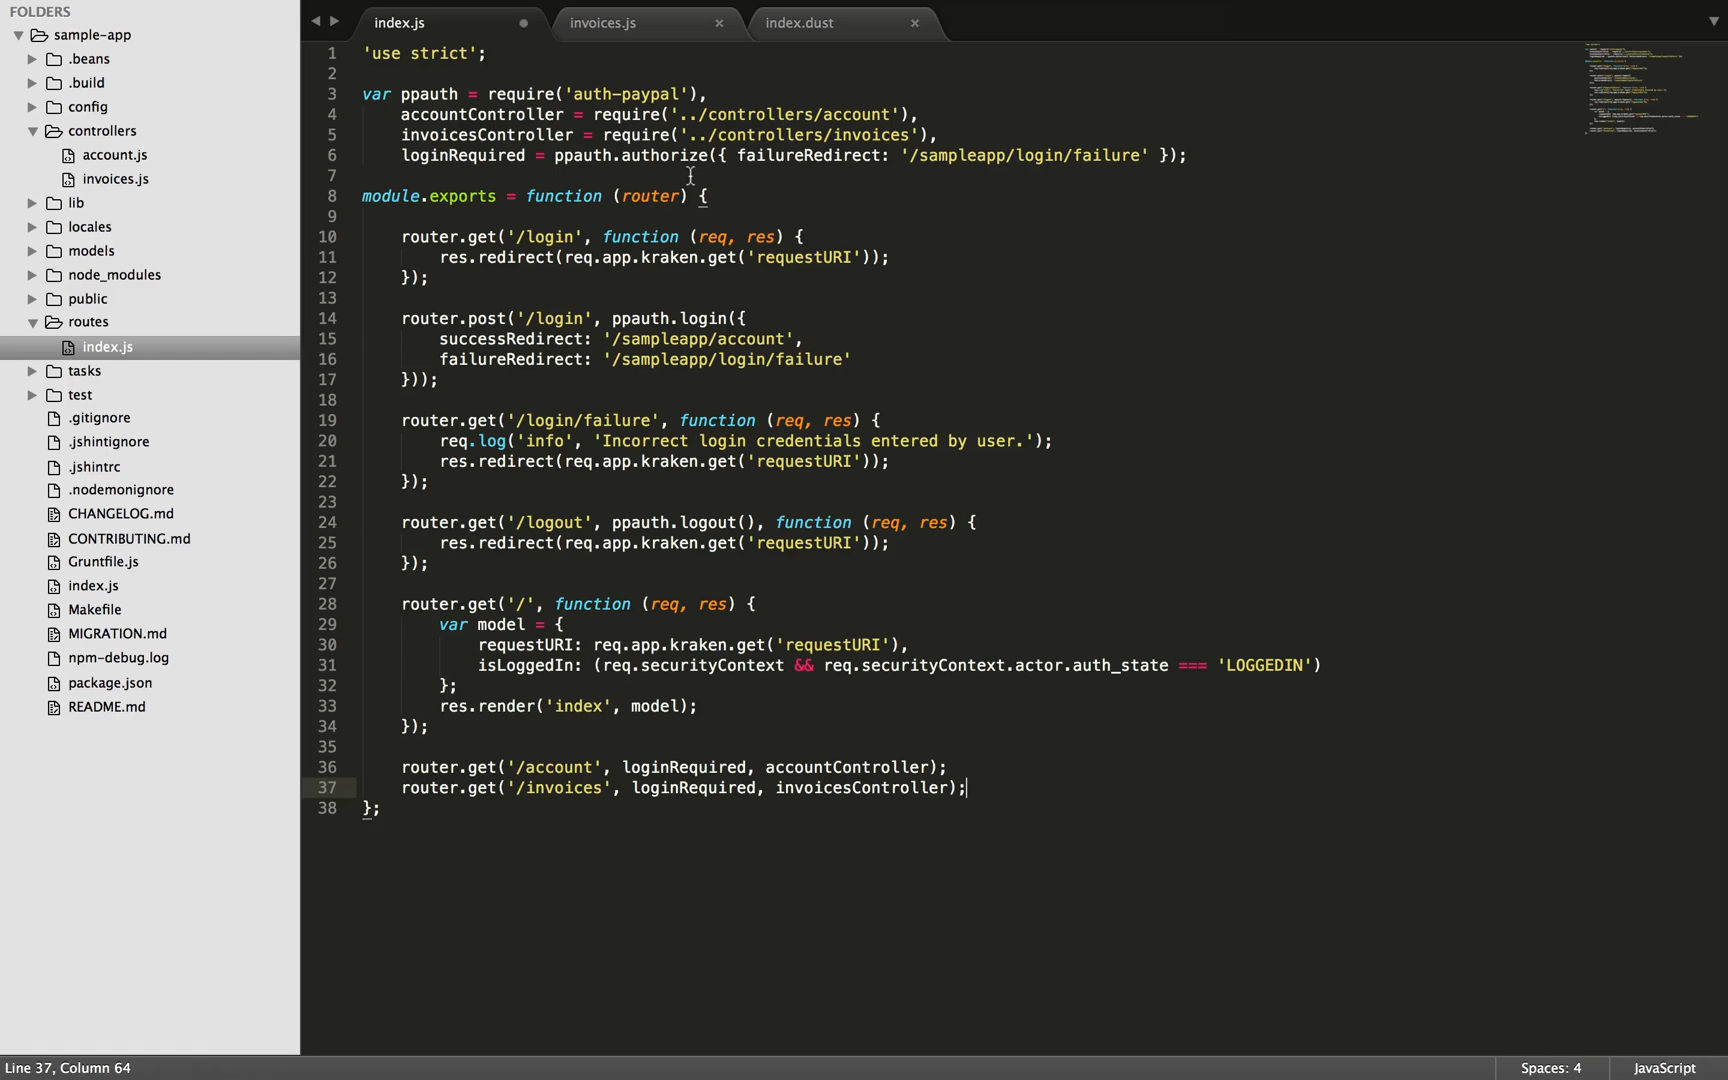 FOLDERS
sample-app
.beans
.build
config
controllers
account.js
invoices.js
lib
locales
models
node_modules
public
routes
index.js
tasks
test
.gitignore
.jshintignore
.jshintrc
.nodemonignore
CHANGELOG.md
CONTRIBUTING.md
Gruntfile.js
index.js
Makefile
MIGRATION.md
npm-debug.log
package.json
README.md
index.js invoices.js index.dust
1 'use strict';
2
3 var ppauth = require('auth-paypal'),
4     accountController = require('../controllers/account'),
5     invoicesController = require('../controllers/invoices'),
6     loginRequired = ppauth.authorize({ failureRedirect: '/sampleapp/login/failure' });
7
8 module.exports = function (router) {
9
10     router.get('/login', function (req, res) {
11         res.redirect(req.app.kraken.get('requestURI'));
12     });
13
14     router.post('/login', ppauth.login({
15         successRedirect: '/sampleapp/account',
16         failureRedirect: '/sampleapp/login/failure'
17     }));
18
19     router.get('/login/failure', function (req, res) {
20         req.log('info', 'Incorrect login credentials entered by user.');
21         res.redirect(req.app.kraken.get('requestURI'));
22     });
23
24     router.get('/logout', ppauth.logout(), function (req, res) {
25         res.redirect(req.app.kraken.get('requestURI'));
26     });
27
28     router.get('/', function (req, res) {
29         var model = {
30             requestURI: req.app.kraken.get('requestURI'),
31             isLoggedIn: (req.securityContext && req.securityContext.actor.auth_state === 'LOGGEDIN')
32         };
33         res.render('index', model);
34     });
35
36     router.get('/account', loginRequired, accountController);
37     router.get('/invoices', loginRequired, invoicesController);
38 };
Line 37, Column 64 Spaces: 4 JavaScript